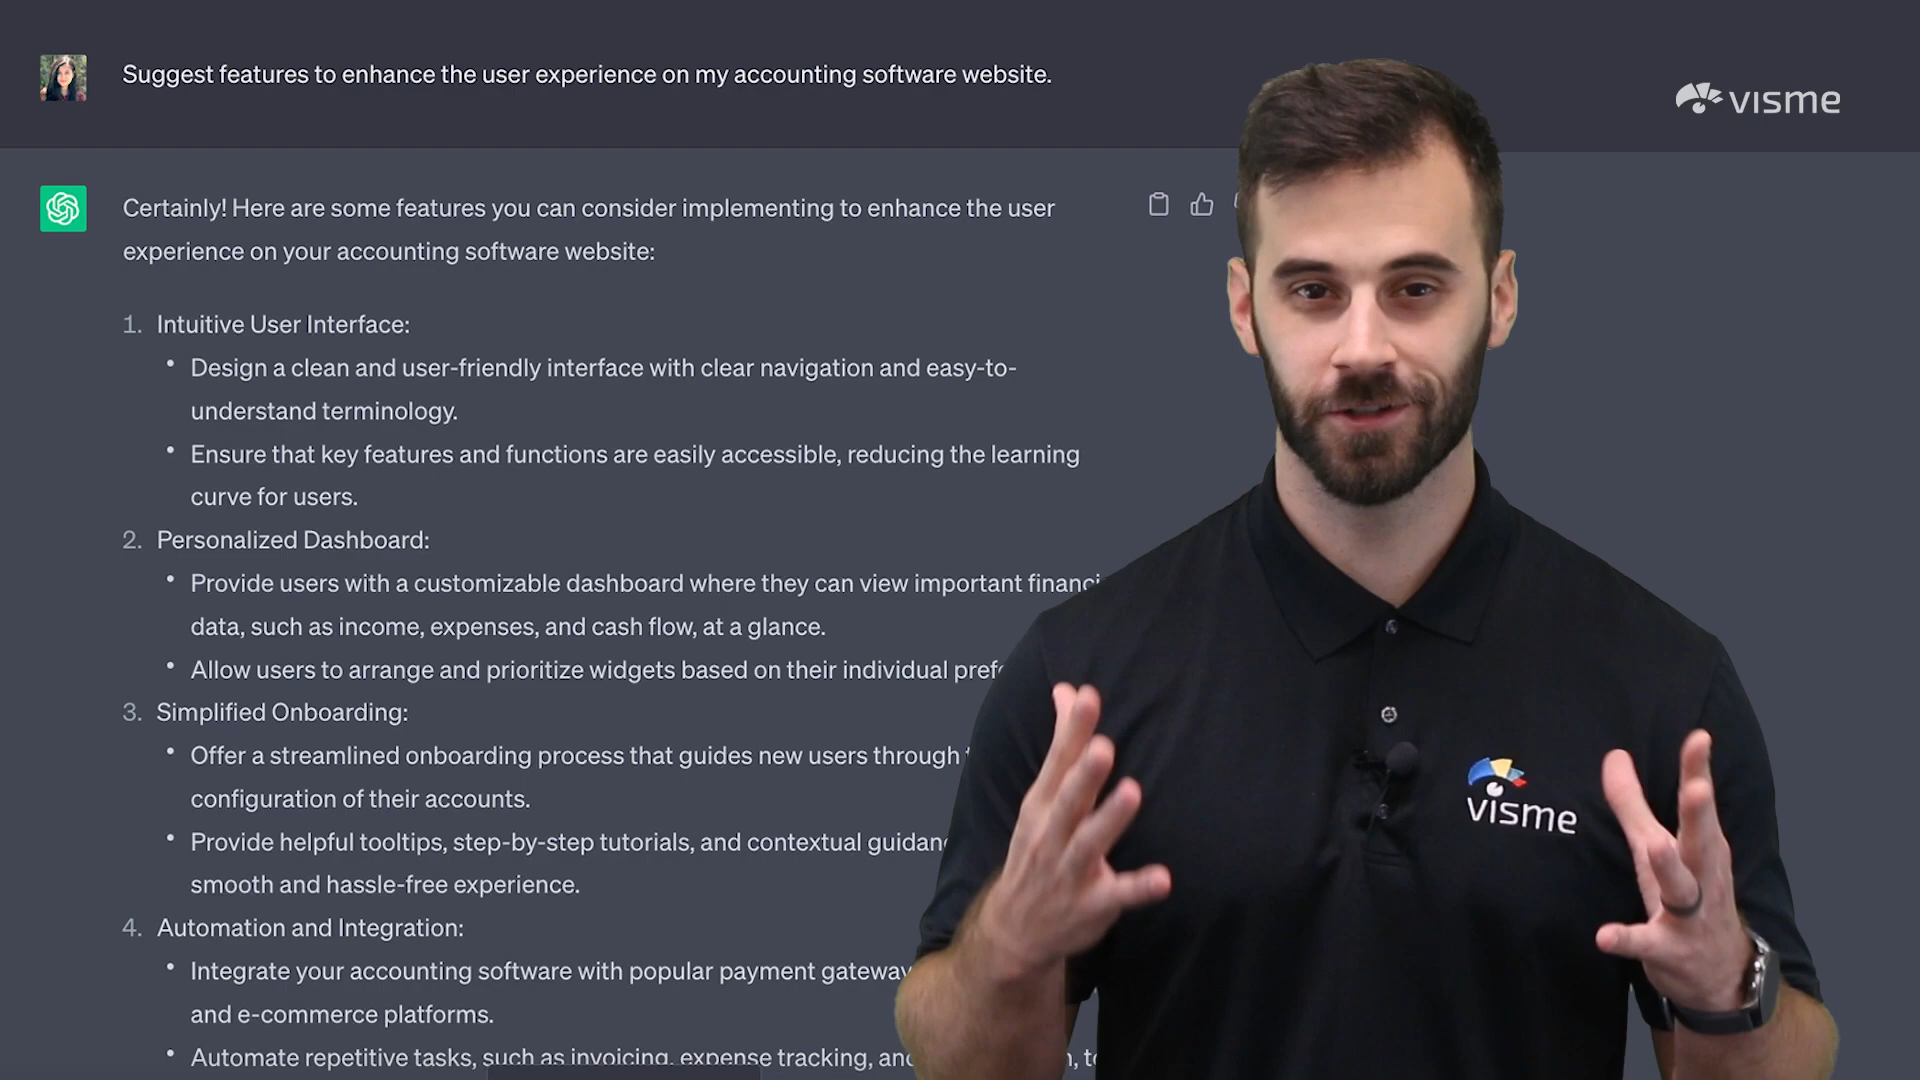 Suggest features to enhance the user experience on my accounting software website.
visme
Certainly! Here are some features you can consider implementing to enhance the user
experience on your accounting software website:
1. Intuitive User Interface:
• Design a clean and user-friendly interface with clear navigation and easy-to-
understand terminology.
• Ensure that key features and functions are easily accessible, reducing the learning
curve for users.
2. Personalized Dashboard:
• Provide users with a customizable dashboard where they can view important
data, such as income, expenses, and cash flow, at a glance.
• Allow users to arrange and prioritize widgets based on their individual
3. Simplified Onboarding:
• Offer a streamlined onboarding process that guides new users through
configuration of their accounts.
• Provide helpful tooltips, step-by-step tutorials, and contextual
smooth and hassle-free experience.
4. Automation and Integration:
• Integrate your accounting software with popular payment
and e-commerce platforms.
• Automate repetitive tasks, such as invoicing, expense tracking,
visme